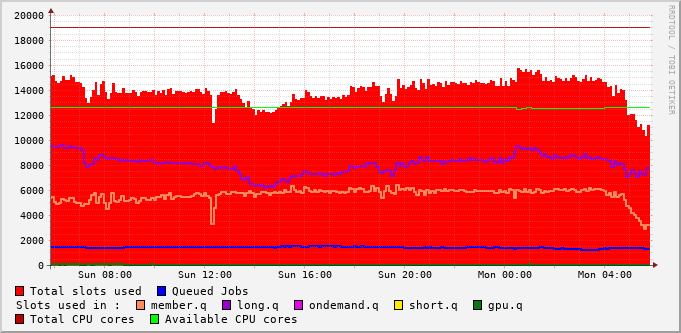 20000
18000
16000
14000
12000
10000
8000
6000
4000
2000
0
Sun 08:00 Sun 12:00 Sun 16:00 Sun 20:00 Mon 00:00 Mon 04:00
RRDTOOL / TOBI OETIKER
Total slots used Queued Jobs
Slots used in : member.q long.q ondemand.q short.q gpu.q
Total CPU cores Available CPU cores